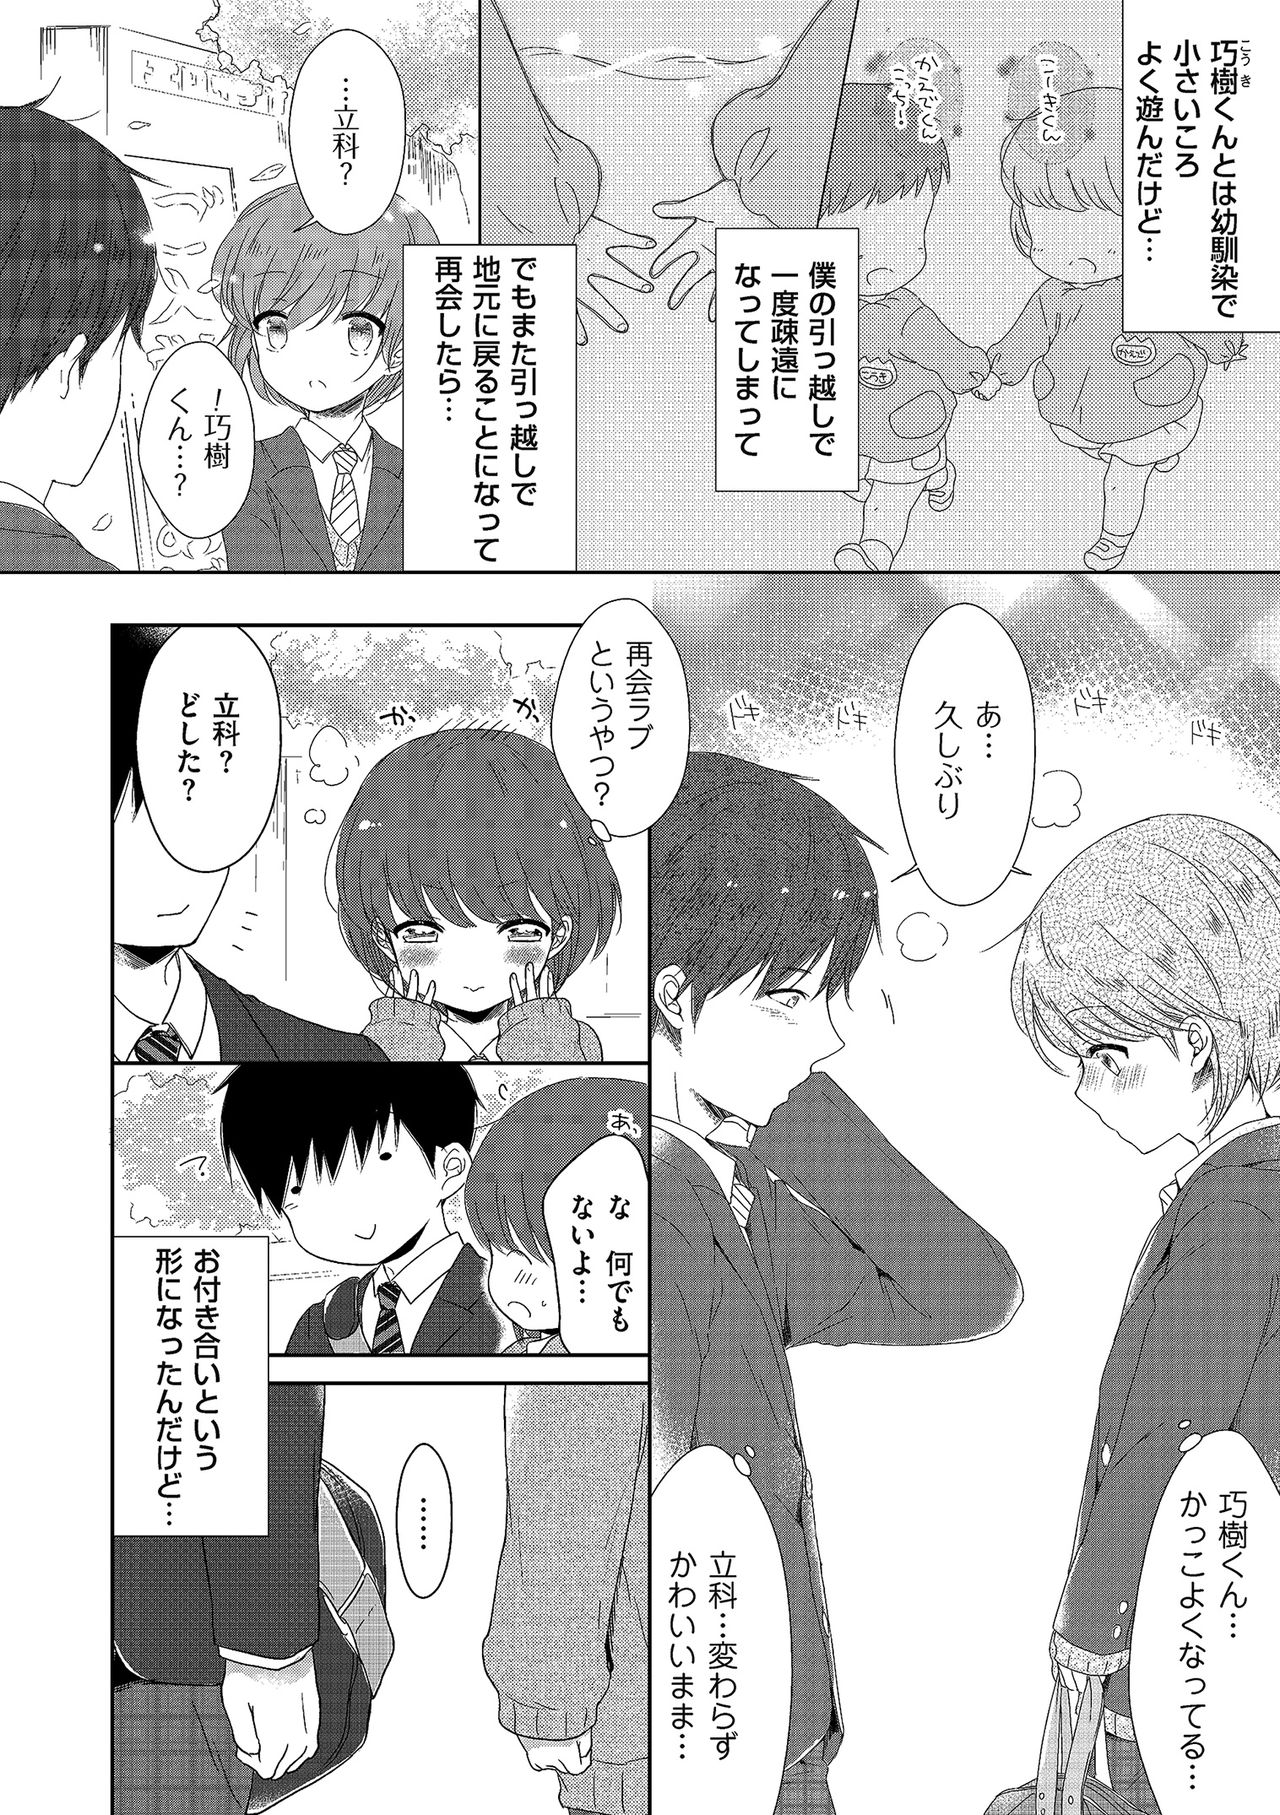 巧樹くんとは幼馴染で
こうき
小さいころ
よく遊んだけど…
こーきくん
かえでくん
こっち！
こうき
かえで
僕の引っ越しで
一度疎遠に
なってしまって
でもまた引っ越しで
地元に戻ることになって
再会したら…
…立科？
！巧樹
くん…？
あ…
久しぶり
ドキ
ドキ
ドキ
ドキ
巧樹くん…
かっこよくなってる…
立科…変わらず
かわいいまま…
再会ラブ
というやつ？
か、
か、
立科？
どした？
あ、
な 何でも
ないよ…
お付き合いという
形になったんだけど…
……